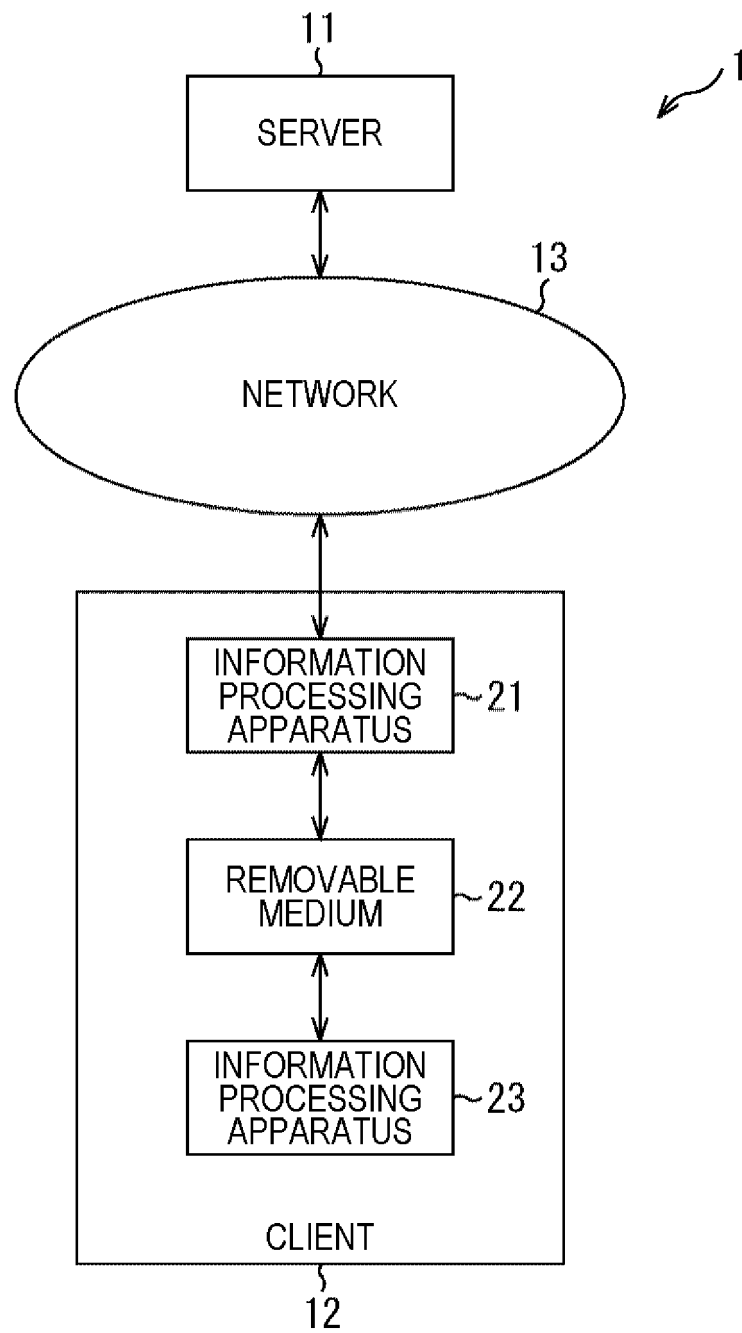 11
1
SERVER
13
NETWORK
INFORMATION
PROCESSING
APPARATUS
21
REMOVABLE
MEDIUM
22
INFORMATION
PROCESSING
APPARATUS
23
CLIENT
12